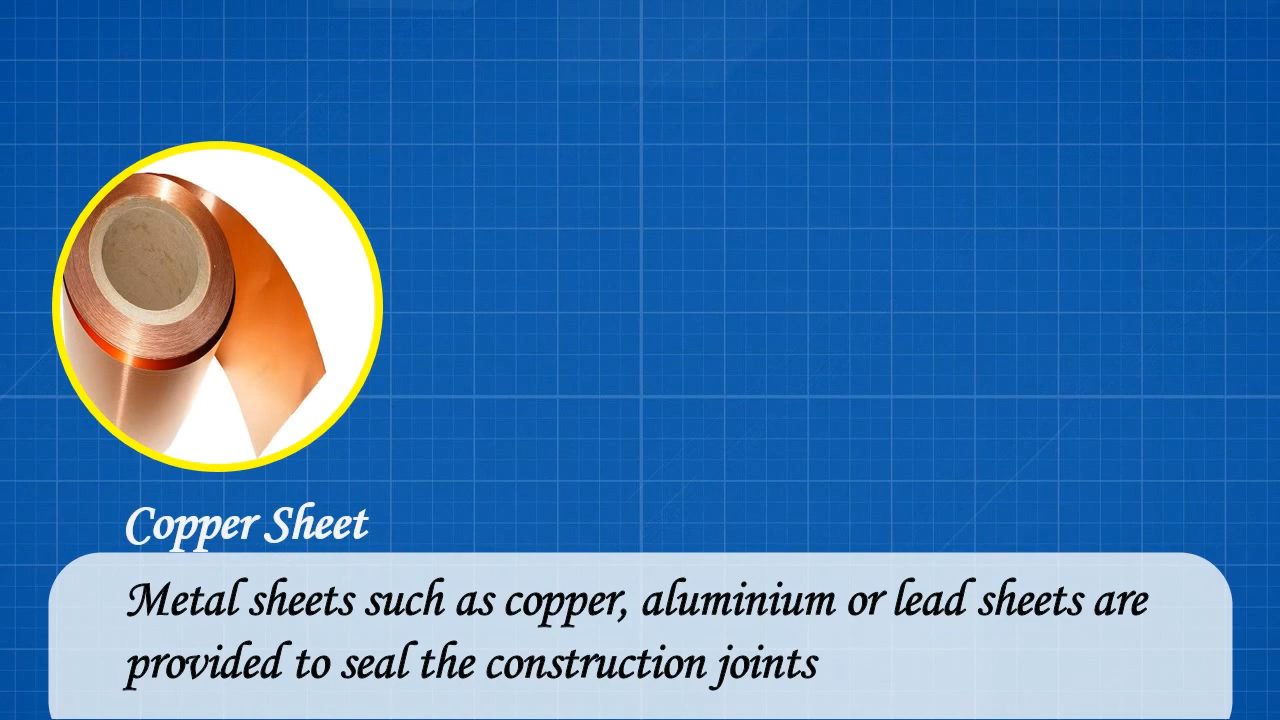 Copper Sheet
Metal sheets such as copper, aluminium or lead sheets are
provided to seal the construction joints